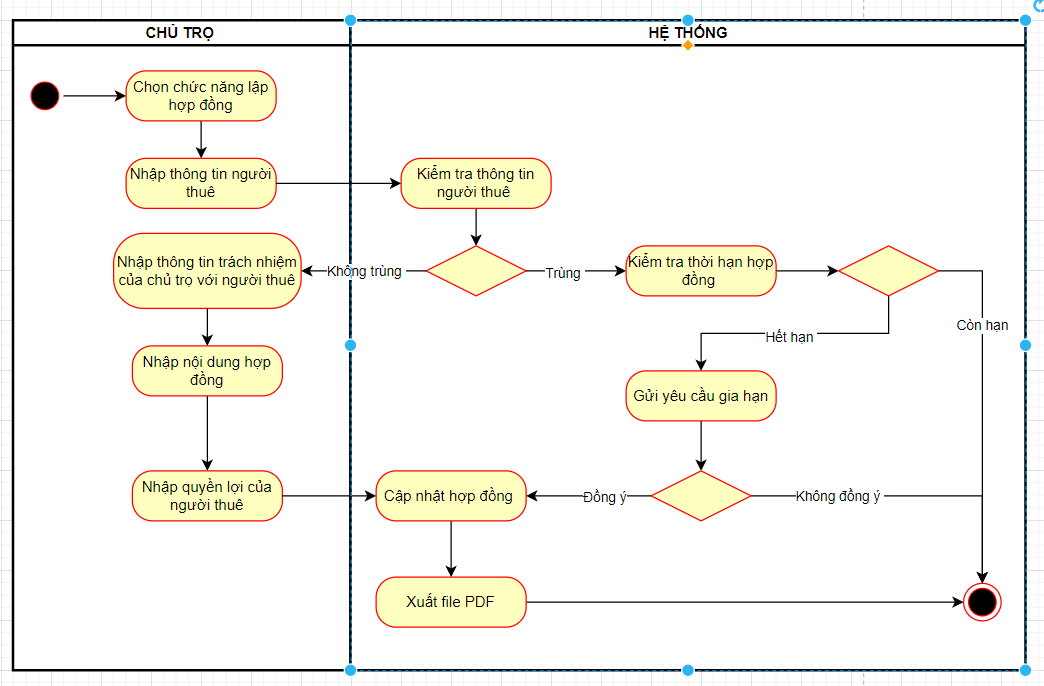 CHỦ TRỌ
HỆ THỐNG
Chọn chức năng lập
hợp đồng
Nhập thông tin người
thuê
Kiểm tra thông tin
người thuê
Nhập thông tin trách nhiệm
của chủ trọ với người thuê
Không trùng
Trùng
Kiểm tra thời hạn hợp
đồng
Còn hạn
Hết hạn
Nhập nội dung hợp
đồng
Gửi yêu cầu gia hạn
Nhập quyền lợi của
người thuê
Cập nhật hợp đồng
Đồng ý
Không đồng ý
Xuất file PDF